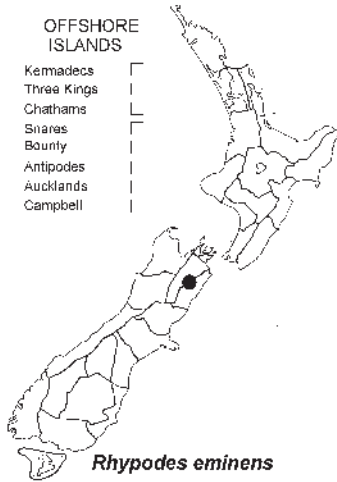 OFFSHORE
ISLANDS
Kermadecs
Three Kings
Chathams
Snares
Bounty
Antipodes
Aucklands
Campbell
Rhypodes eminens